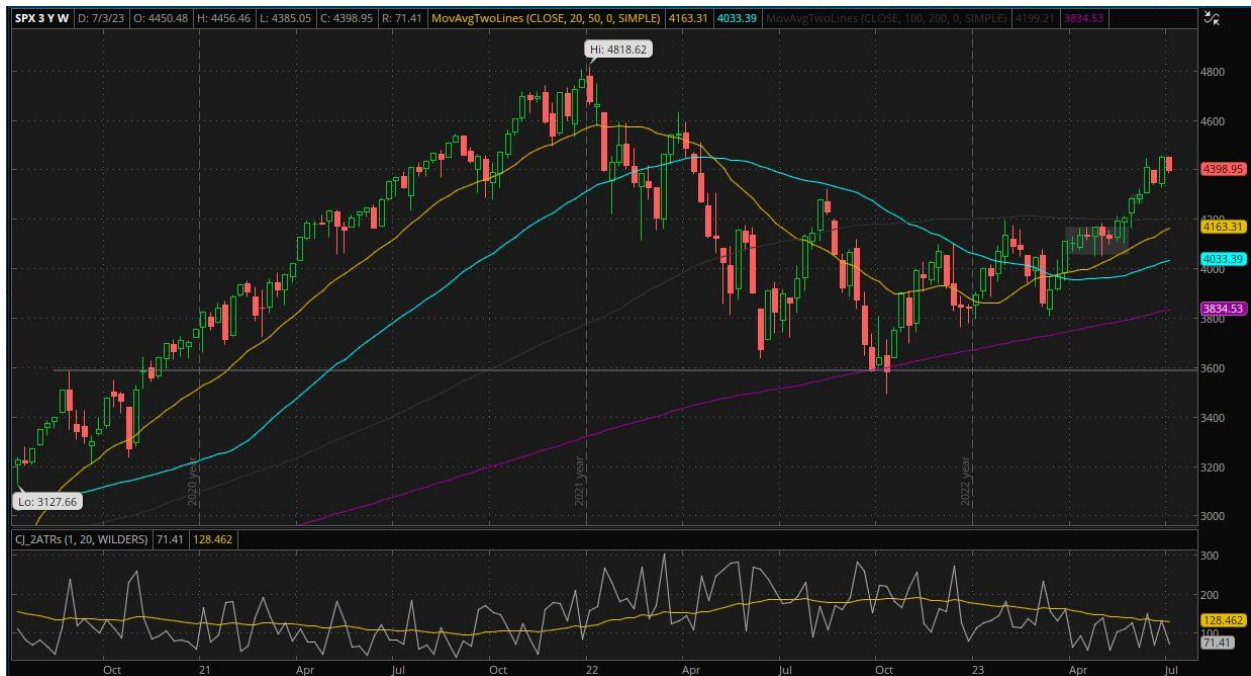 SPX 3 Y W D: 7/3/23 O: 4450.48 H: 4456.46 L: 4385.05 C: 4398.95 R: 71.41 MovAvgTwoLines (CLOSE, 20, 50, 0, SIMPLE) 4163.31 4033.39 MovAvgTwoLines (CLOSE, 100, 200, 0, SIMPLE) 4199.21 3834.53
Hi: 4818.62
4800
4600
4398.95
4200
4163.31
4033.39
4000
3834.53
3800
3600
3400
3200
3000
2020 year
2021 year
2022 year
Lo: 3127.66
CJ_2ATRs (1, 20, WILDERS) 71.41 128.462
300
200
128.462
100
71.41
Oct 21 Apr Jul Oct 22 Apr Jul Oct 23 Apr Jul